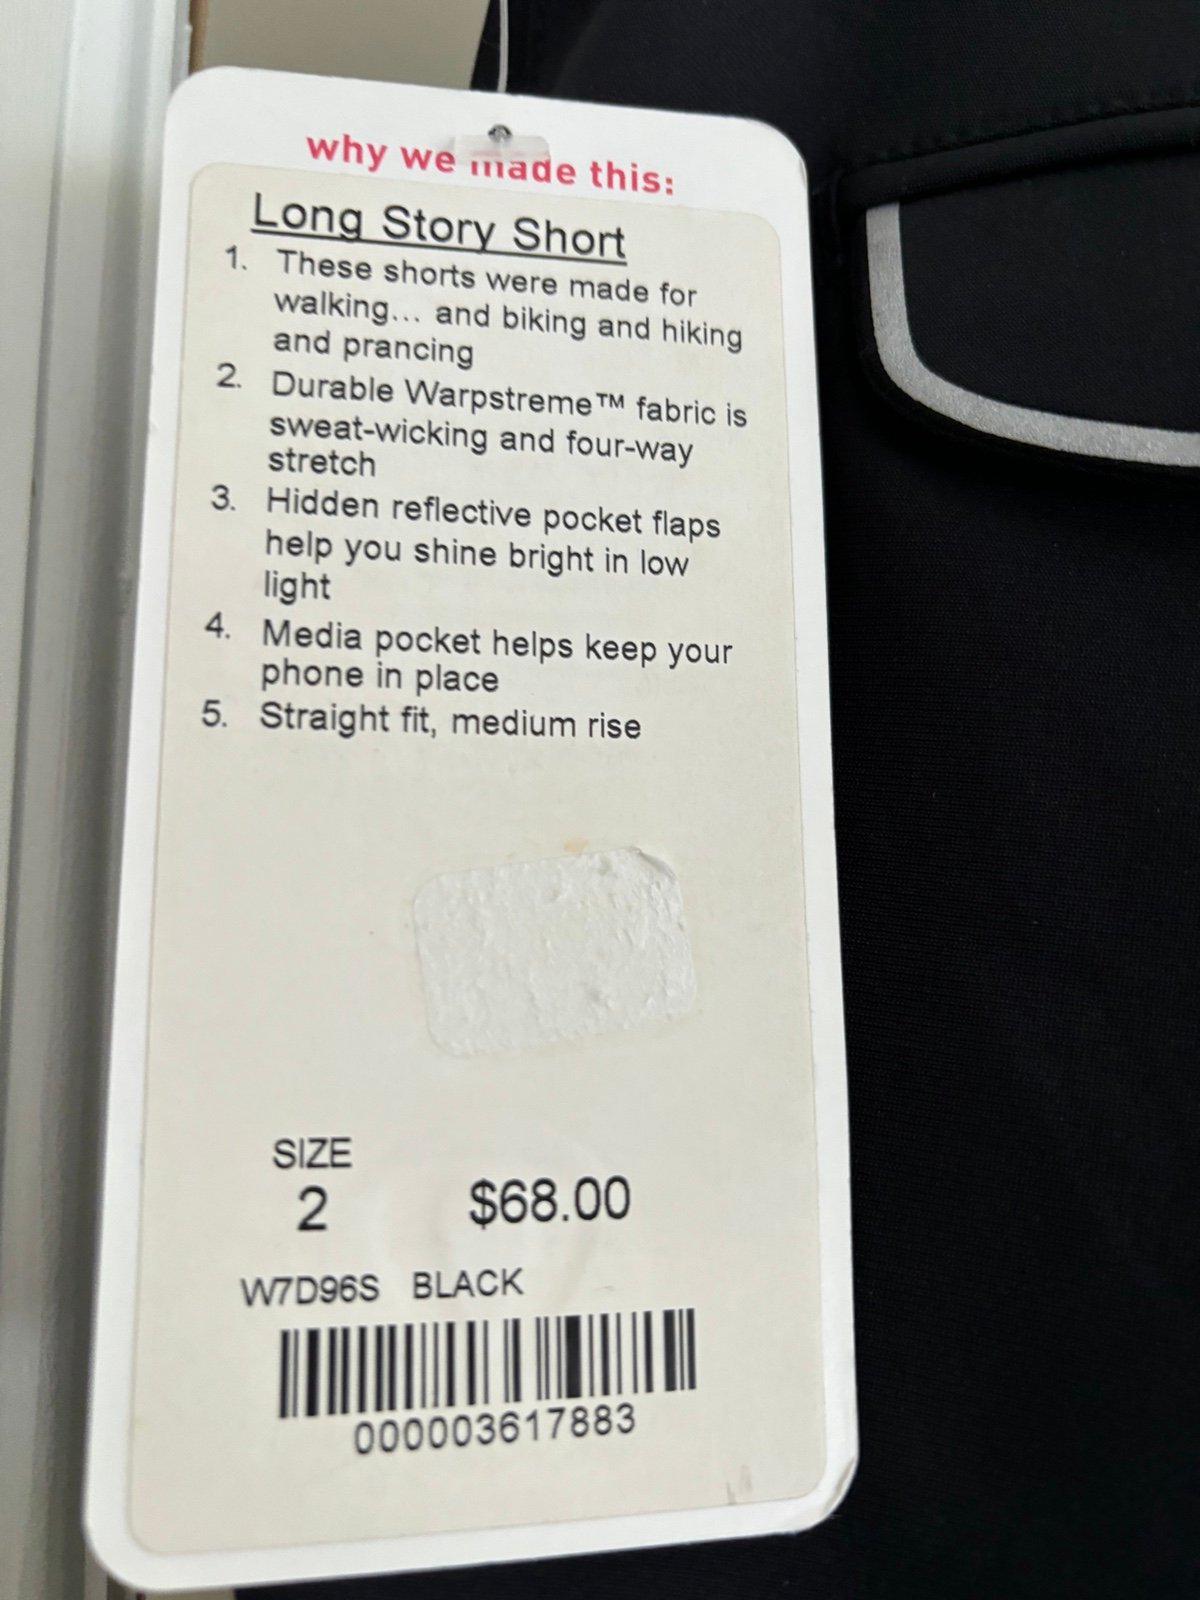 why we made this:
Long Story Short
1. These shorts were made for
walking... and biking and hiking
and prancing
2. Durable Warpstreme™ fabric is
sweat-wicking and four-way
stretch
3. Hidden reflective pocket flaps
help you shine bright in low
light
4. Media pocket helps keep your
phone in place
5. Straight fit, medium rise
SIZE
2 $68.00
W7D96S BLACK
000003617883